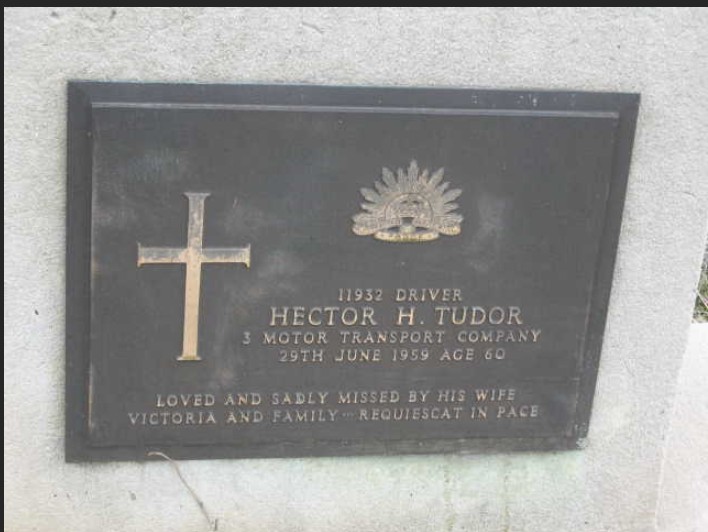 11932 DRIVER
HECTOR H. TUDOR
3 MOTOR TRANSPORT COMPANY
29TH JUNE 1959 AGE 60
LOVED AND SADLY MISSED BY HIS WIFE
VICTORIA AND FAMILY — REQUIESCAT IN PACE